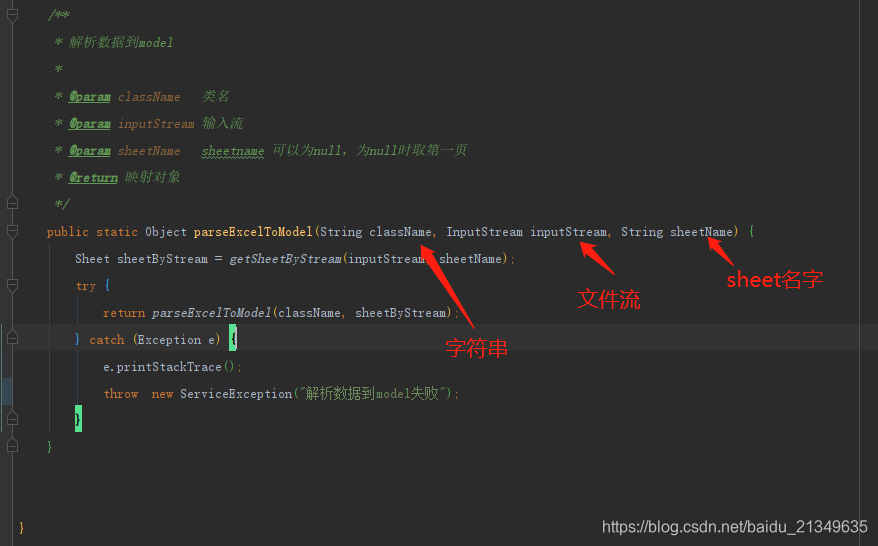 /**
* 解析数据到model
*
* @param className 类名
* @param inputStream 输入流
* @param sheetName sheetname 可以为null，为null时取第一页
* @return 映射对象
*/
public static Object parseExcelToModel(String className, InputStream inputStream, String sheetName) {
Sheet sheetByStream = getSheetByStream(inputStream, sheetName);
sheet名字
try {
文件流
return parseExcelToModel(className, sheetByStream);
} catch (Exception e) {
字符串
e.printStackTrace();
throw  new ServiceException("解析数据到model失败");
}
}
}
https://blog.csdn.net/baidu_21349635